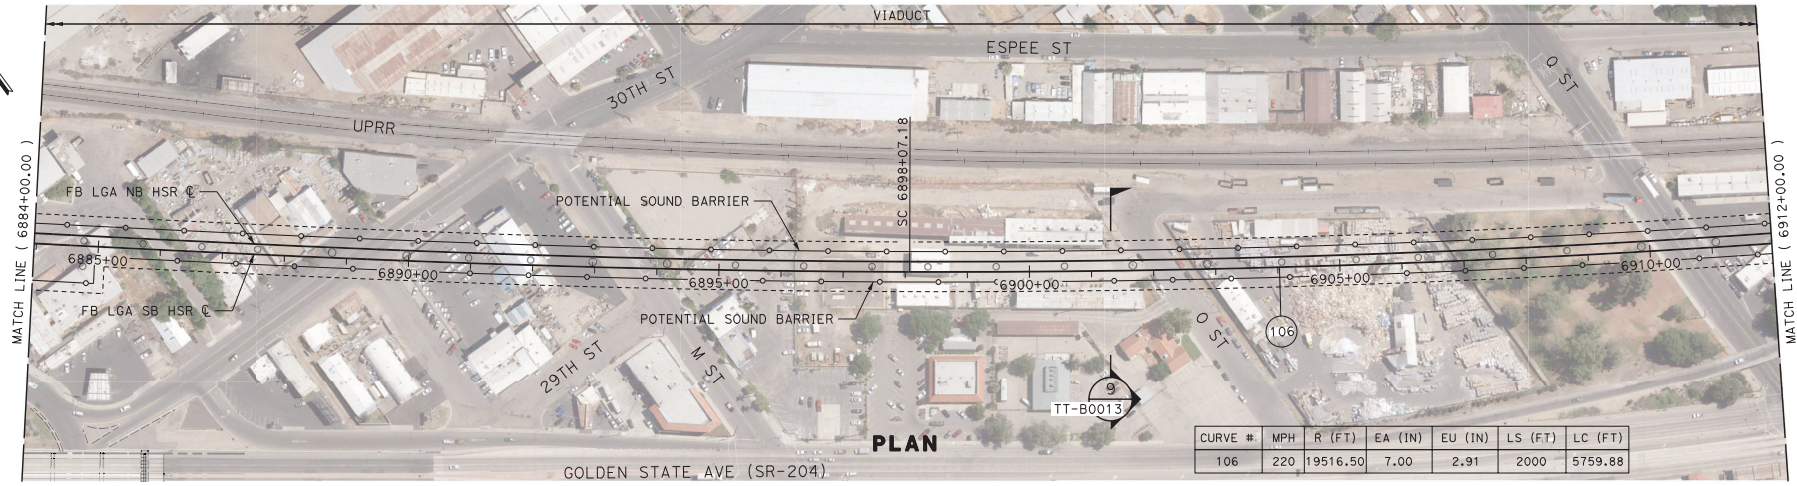 VIADUCT
ESPEE ST
Q ST
30TH ST
UPRR
SC 6898+07.18
MATCH LINE ( 6884+00.00 )
MATCH LINE ( 6912+00.00 )
FB LGA NB HSR ℄
POTENTIAL SOUND BARRIER
6885+00
6890+00
6895+00
6900+00
6905+00
6910+00
FB LGA SB HSR ℄
POTENTIAL SOUND BARRIER
106
O ST
M ST
29TH ST
9
TT-B0013
PLAN
GOLDEN STATE AVE (SR-204)
CURVE # MPH R (FT) EA (IN) EU (IN) LS (FT) LC (FT)
106 220 19516.50 7.00 2.91 2000 5759.88